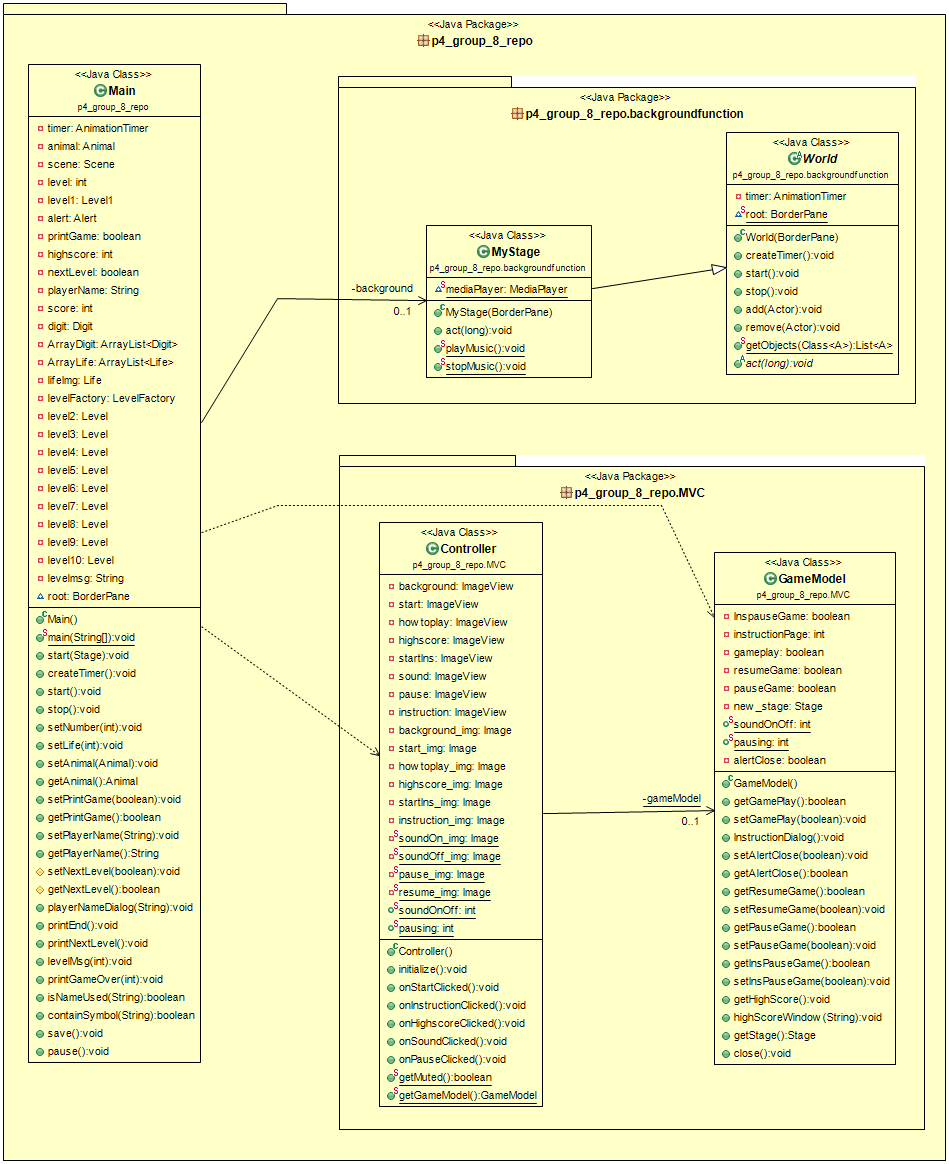 <<Java Package>>
p4_group_8_repo
<<Java Class>>
Main
p4_group_8_repo
timer: AnimationTimer
animal: Animal
scene: Scene
level: int
level1: Level1
alert: Alert
printGame: boolean
highscore: int
nextLevel: boolean
playerName: String
score: int
digit: Digit
ArrayDigit: ArrayList<Digit>
ArrayLife: ArrayList<Life>
lifeImg: Life
levelFactory: LevelFactory
level2: Level
level3: Level
level4: Level
level5: Level
level6: Level
level7: Level
level8: Level
level9: Level
level10: Level
levelmsg: String
root: BorderPane
Main()
main(String[]):void
start(Stage):void
createTimer():void
start():void
stop():void
setNumber(int):void
setLife(int):void
setAnimal(Animal):void
getAnimal():Animal
setPrintGame(boolean):void
getPrintGame():boolean
setPlayerName(String):void
getPlayerName():String
setNextLevel(boolean):void
getNextLevel():boolean
playerNameDialog(String):void
printEnd():void
printNextLevel():void
levelMsg(int):void
printGameOver(int):void
isNameUsed(String):boolean
containSymbol(String):boolean
save():void
pause():void
<<Java Package>>
p4_group_8_repo.backgroundfunction
-background
0..1
<<Java Class>>
MyStage
p4_group_8_repo.backgroundfunction
mediaPlayer: MediaPlayer
MyStage(BorderPane)
act(long):void
playMusic():void
stopMusic():void
<<Java Class>>
World
p4_group_8_repo.backgroundfunction
timer: AnimationTimer
root: BorderPane
World(BorderPane)
createTimer():void
start():void
stop():void
add(Actor):void
remove(Actor):void
getObjects(Class<A>):List<A>
act(long):void
<<Java Package>>
p4_group_8_repo.MVC
<<Java Class>>
Controller
p4_group_8_repo.MVC
background: ImageView
start: ImageView
howtoplay: ImageView
highscore: ImageView
startIns: ImageView
sound: ImageView
pause: ImageView
instruction: ImageView
background_img: Image
start_img: Image
howtoplay_img: Image
highscore_img: Image
startIns_img: Image
instruction_img: Image
soundOn_img: Image
soundOff_img: Image
pause_img: Image
resume_img: Image
soundOnOff: int
pausing: int
Controller()
initialize():void
onStartClicked():void
onInstructionClicked():void
onHighscoreClicked():void
onSoundClicked():void
onPauseClicked():void
getMuted():boolean
getGameModel():GameModel
-gameModel
0..1
<<Java Class>>
GameModel
p4_group_8_repo.MVC
InspauseGame: boolean
instructionPage: int
gameplay: boolean
resumeGame: boolean
pauseGame: boolean
new_stage: Stage
soundOnOff: int
pausing: int
alertClose: boolean
GameModel()
getGamePlay():boolean
setGamePlay(boolean):void
InstructionDialog():void
setAlertClose(boolean):void
getAlertClose():boolean
getResumeGame():boolean
setResumeGame(boolean):void
getPauseGame():boolean
setPauseGame(boolean):void
getInsPauseGame():boolean
setInsPauseGame(boolean):void
getHighScore():void
highScoreWindow(String):void
getStage():Stage
close():void